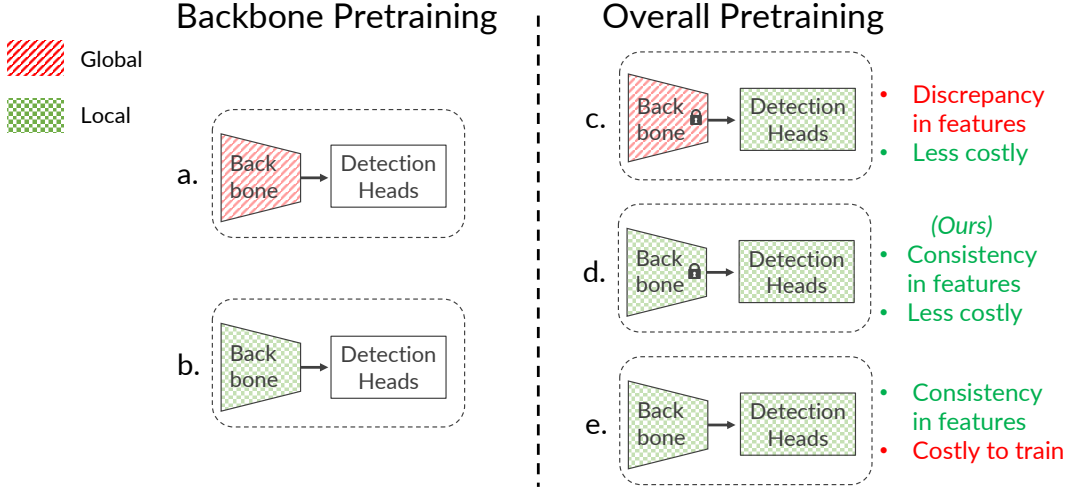 Backbone Pretraining
Global
Local
a.
Back
bone
Detection
Heads
b.
Back
bone
Detection
Heads
Overall Pretraining
c.
Back
bone
Detection
Heads
• Discrepancy
in features
• Less costly
d.
Back
bone
Detection
Heads
(Ours)
• Consistency
in features
• Less costly
e.
Back
bone
Detection
Heads
• Consistency
in features
• Costly to train